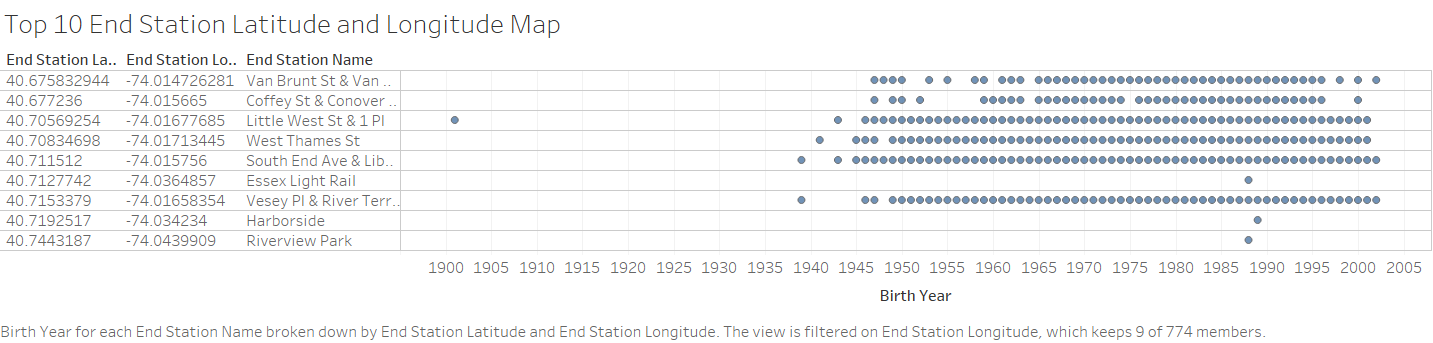 Top 10 End Station Latitude and Longitude Map
End Station La.. End Station Lo.. End Station Name
40.675832944 -74.014726281 Van Brunt St & Van ..
40.677236 -74.015665 Coffey St & Conover ..
40.70569254 -74.01677685 Little West St & 1 Pl
40.70834698 -74.01713445 West Thames St
40.711512 -74.015756 South End Ave & Lib..
40.7127742 -74.0364857 Essex Light Rail
40.7153379 -74.01658354 Vesey Pl & River Terr..
40.7192517 -74.034234 Harborside
40.7443187 -74.0439909 Riverview Park
1900 1905 1910 1915 1920 1925 1930 1935 1940 1945 1950 1955 1960 1965 1970 1975 1980 1985 1990 1995 2000 2005
Birth Year
Birth Year for each End Station Name broken down by End Station Latitude and End Station Longitude. The view is filtered on End Station Longitude, which keeps 9 of 774 members.